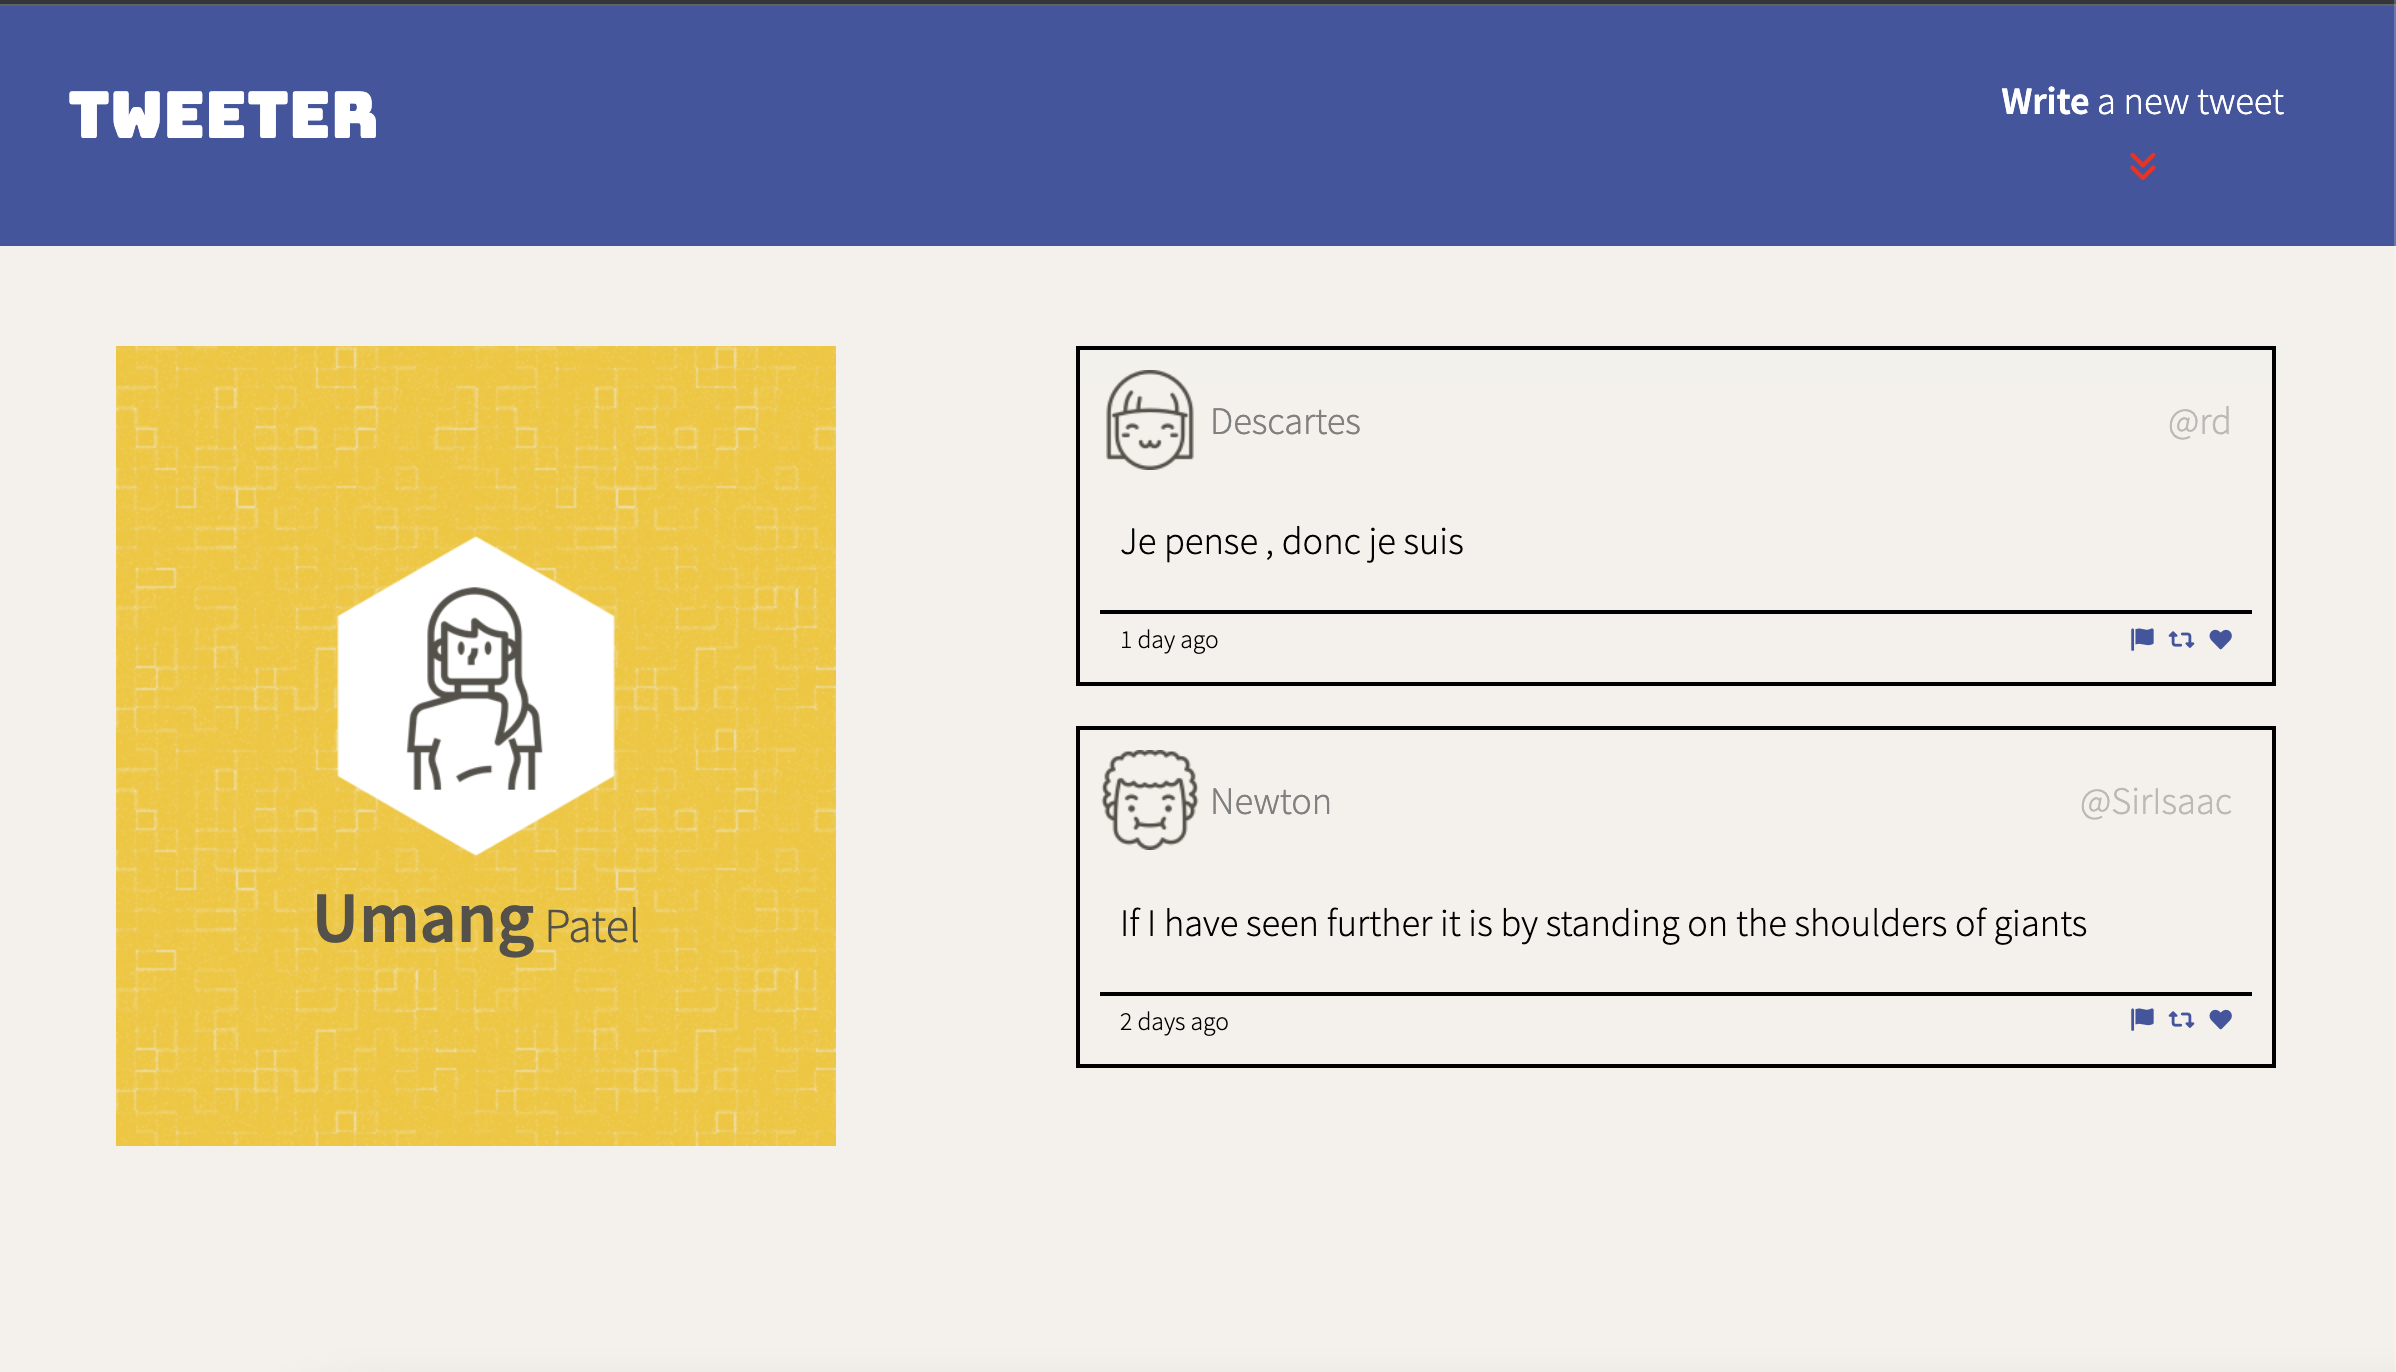 TWEETER
Write a new tweet
Umang Patel
Descartes
@rd
Je pense , donc je suis
1 day ago
Newton
@SirIsaac
If I have seen further it is by standing on the shoulders of giants
2 days ago